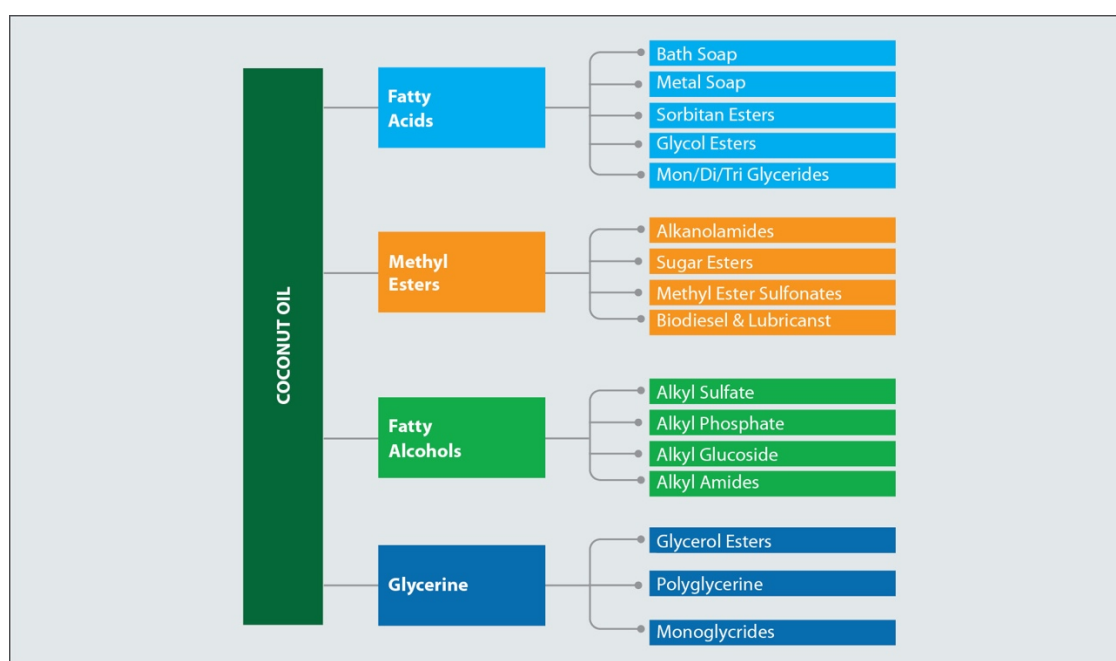 COCONUT OIL
Fatty
Acids
Bath Soap
Metal Soap
Sorbitan Esters
Glycol Esters
Mon/Di/Tri Glycerides
Methyl
Esters
Alkanolamides
Sugar Esters
Methyl Ester Sulfonates
Biodiesel & Lubricanst
Fatty
Alcohols
Alkyl Sulfate
Alkyl Phosphate
Alkyl Glucoside
Alkyl Amides
Glycerine
Glycerol Esters
Polyglycerine
Monoglycrides